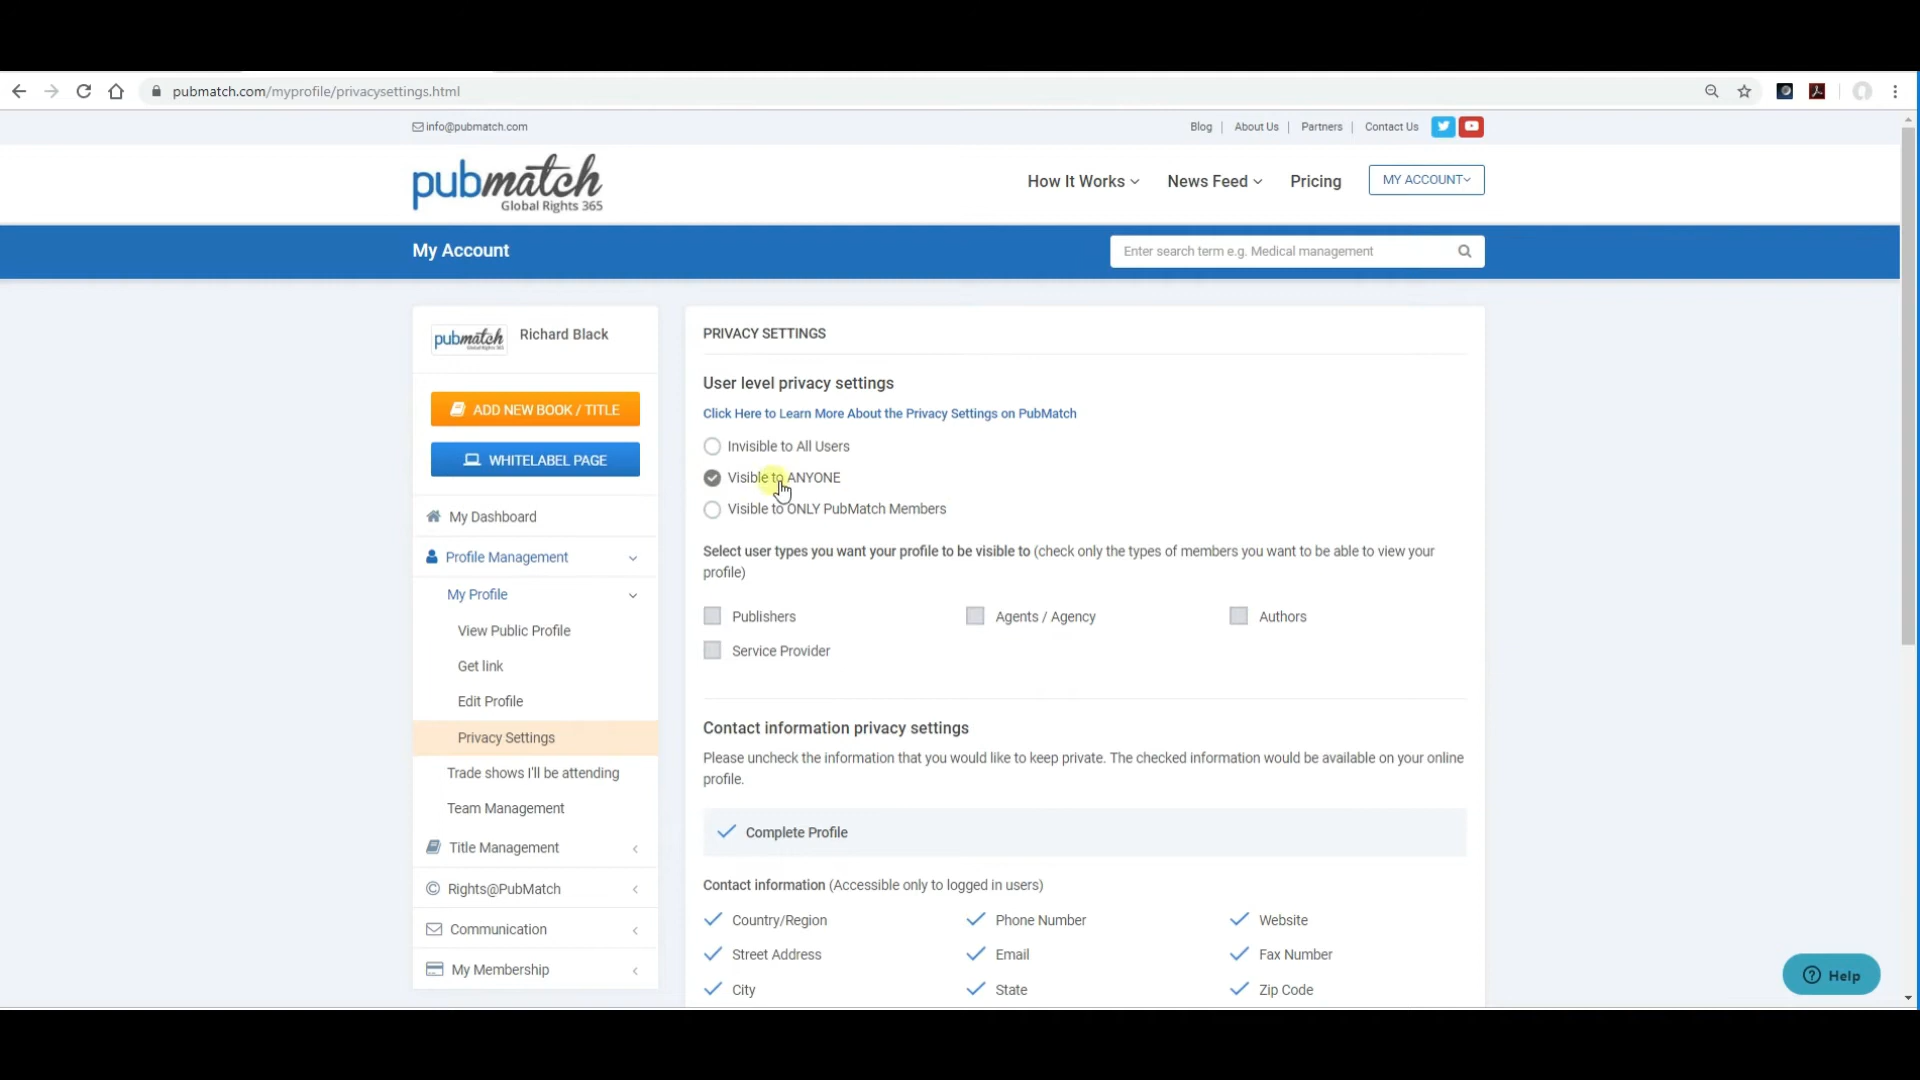 pubmatch.com/myprofile/privacysettings.html
info@pubmatch.com
Blog | About Us | Partners | Contact Us
pubmatch
Global Rights 365
How It Works
News Feed
Pricing
MY ACCOUNT
My Account
Enter search term e.g. Medical management
pubmatch
Richard Black
ADD NEW BOOK / TITLE
WHITELABEL PAGE
My Dashboard
Profile Management
My Profile
View Public Profile
Get link
Edit Profile
Privacy Settings
Trade shows I'll be attending
Team Management
Title Management
Rights@PubMatch
Communication
My Membership
PRIVACY SETTINGS
User level privacy settings
Click Here to Learn More About the Privacy Settings on PubMatch
Invisible to All Users
Visible to ANYONE
Visible to ONLY PubMatch Members
Select user types you want your profile to be visible to (check only the types of members you want to be able to view your
profile)
Publishers
Agents / Agency
Authors
Service Provider
Contact information privacy settings
Please uncheck the information that you would like to keep private. The checked information would be available on your online
profile.
Complete Profile
Contact information (Accessible only to logged in users)
Country/Region
Phone Number
Website
Street Address
Email
Fax Number
City
State
Zip Code
Help